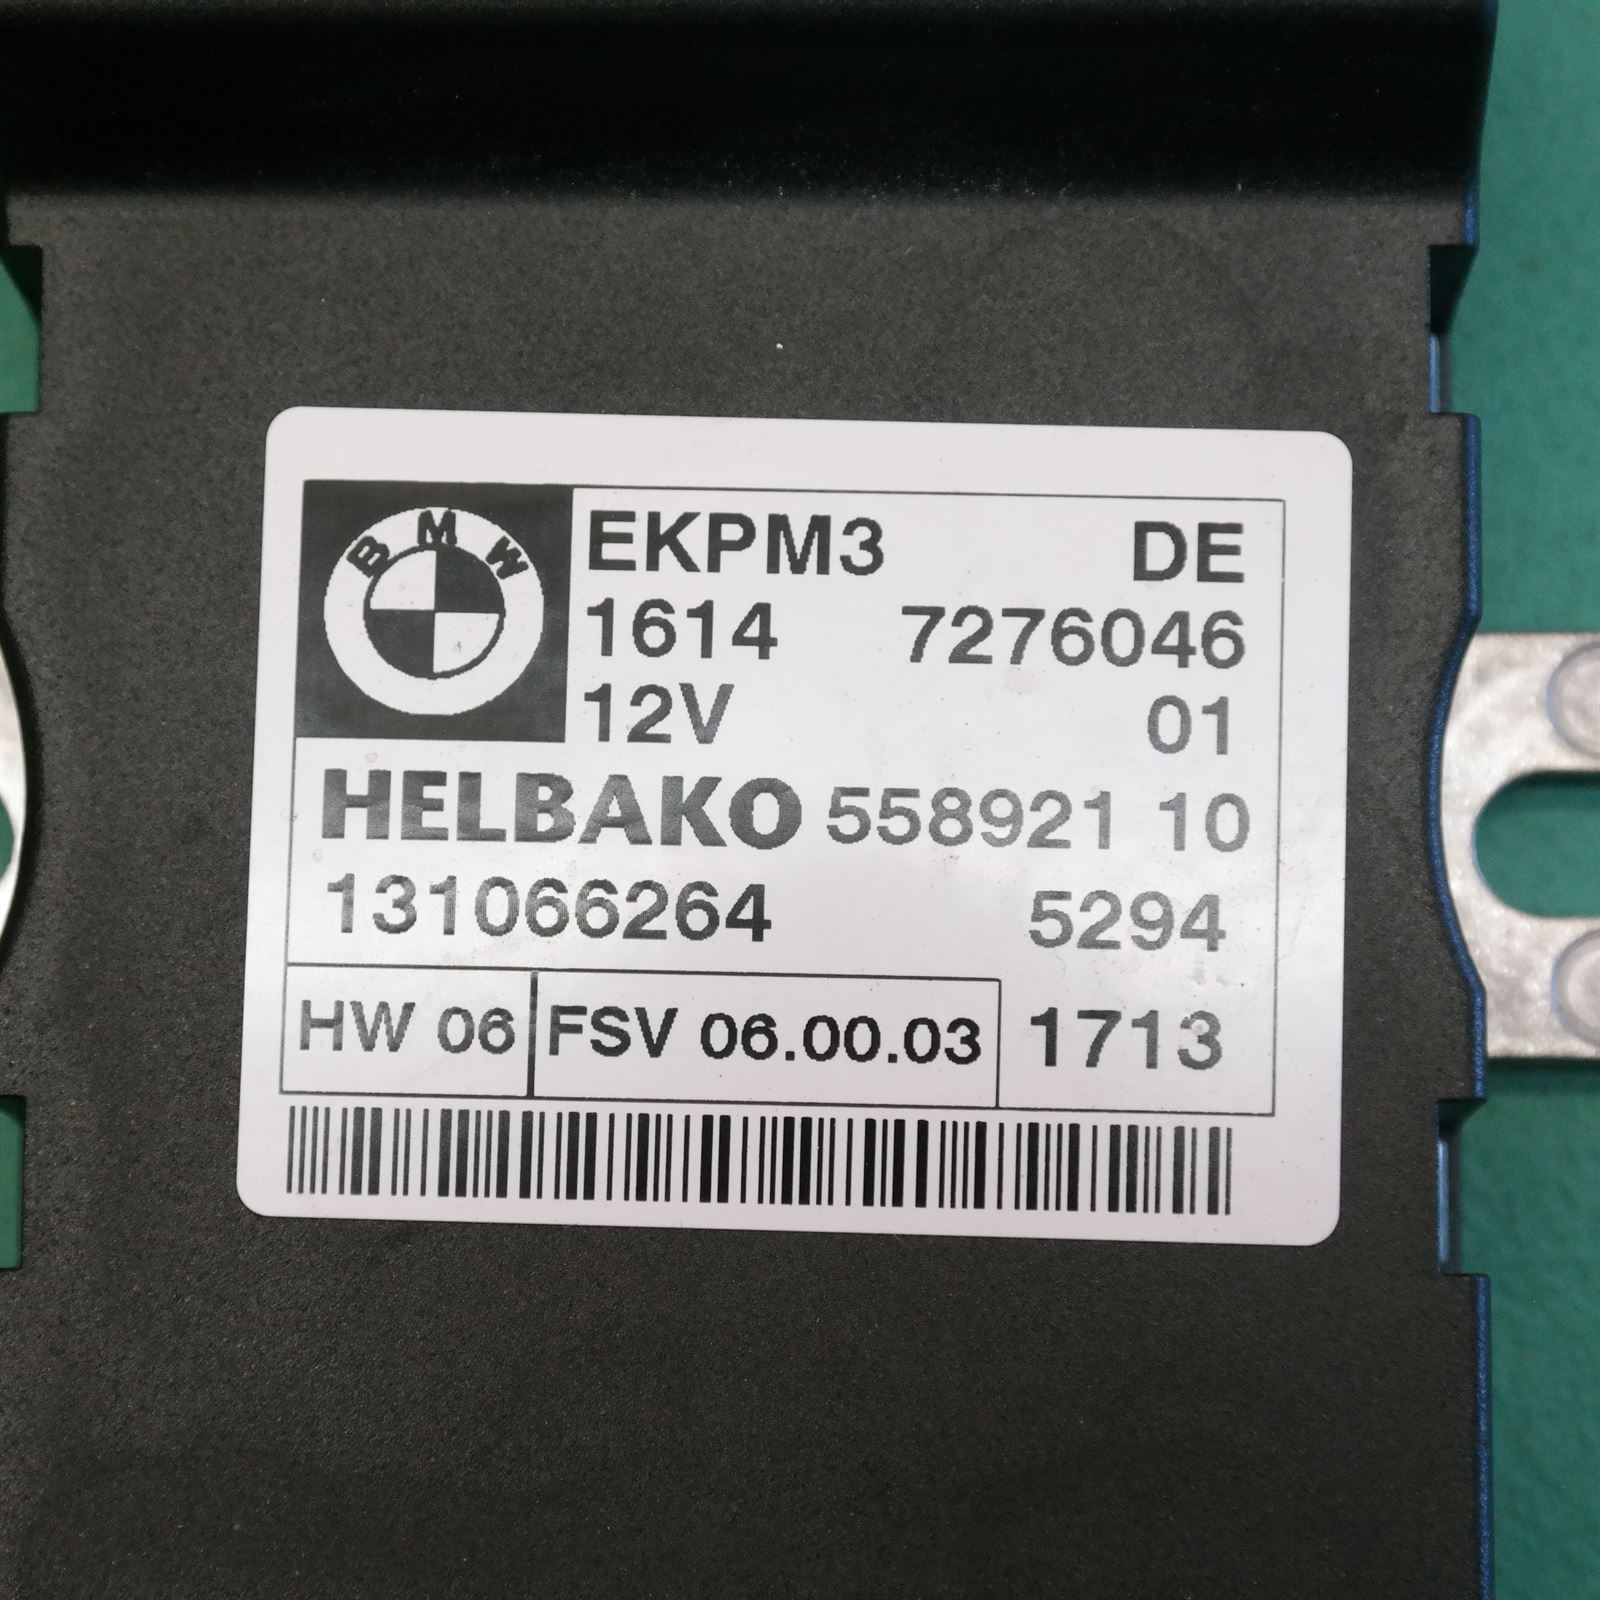 BMW
EKPM3 DE
1614 7276046
12V 01
HELBAKO 558921 10
131066264 5294
HW 06 FSV 06.00.03 1713